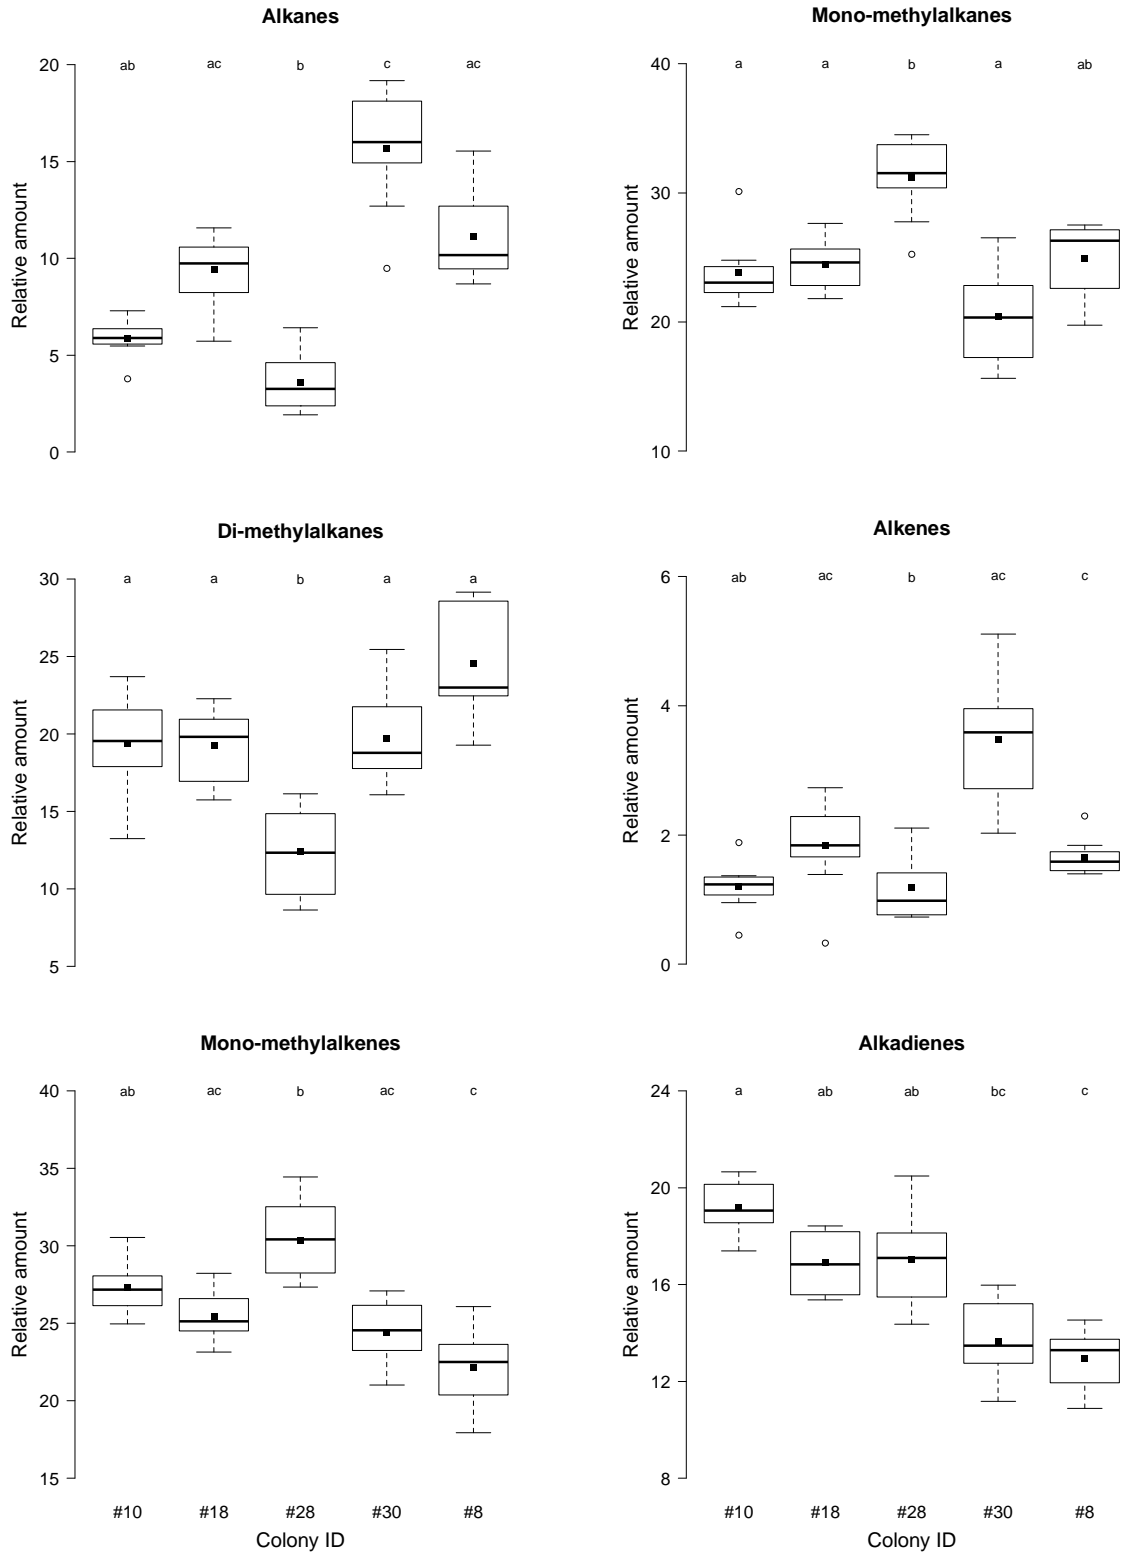 Alkanes
20
15
10
5
0
Relative amount
ab ac b c ac
Mono-methylalkanes
40
30
20
10
Relative amount
a a b a ab
Di-methylalkanes
30
25
20
15
10
5
Relative amount
a a b a a
Alkenes
6
4
2
0
Relative amount
ab ac b ac c
Mono-methylalkenes
40
35
30
25
20
15
Relative amount
ab ac b ac c
#10 #18 #28 #30 #8
Colony ID
Alkadienes
24
20
16
12
8
Relative amount
a ab ab bc c
#10 #18 #28 #30 #8
Colony ID